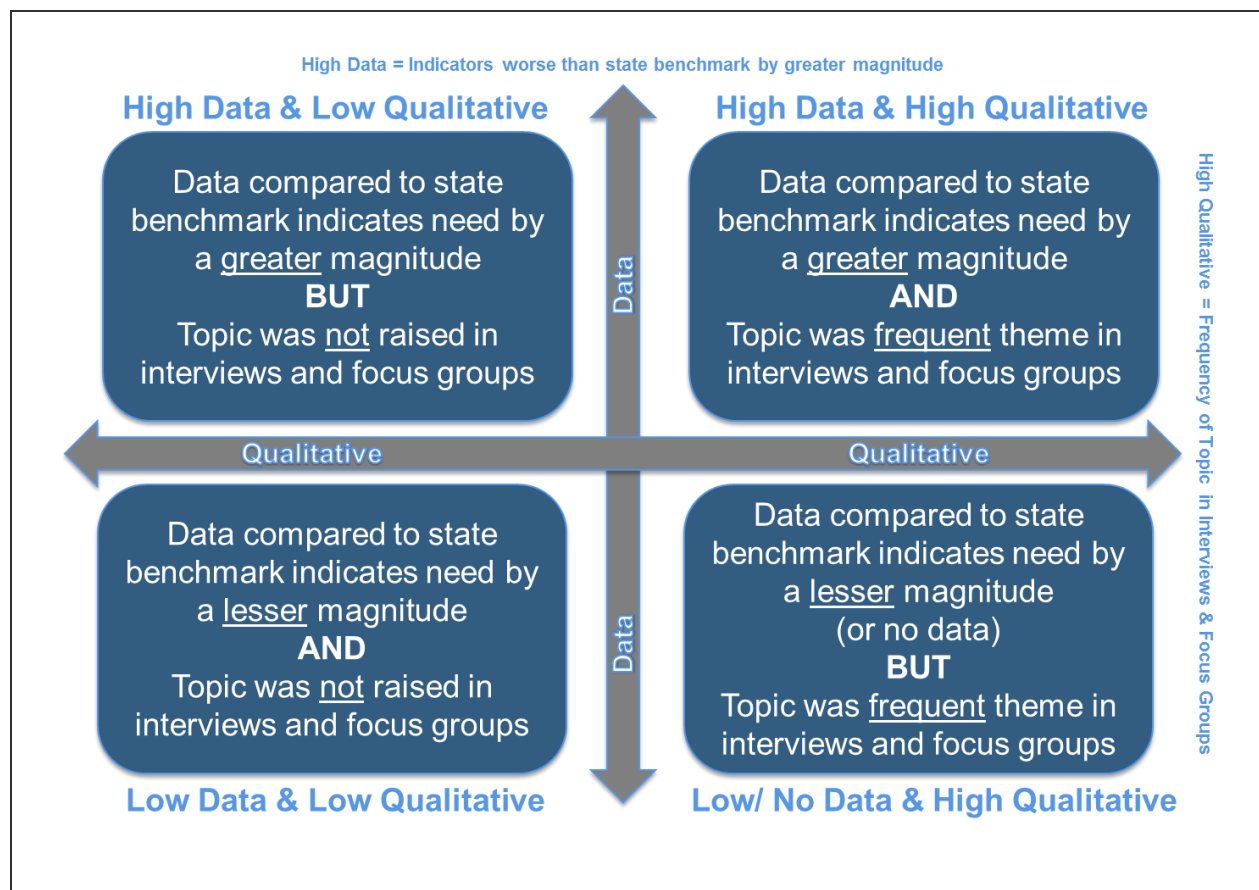 High Data = Indicators worse than state benchmark by greater magnitude
High Data & Low Qualitative
Data compared to state
benchmark indicates need by
a greater magnitude
BUT
Topic was not raised in
interviews and focus groups
High Data & High Qualitative
Data compared to state
benchmark indicates need by
a greater magnitude
AND
Topic was frequent theme in
interviews and focus groups
Data
High Qualitative = Frequency of Topic in Interviews & Focus Groups
Qualitative
Qualitative
Data compared to state
benchmark indicates need by
a lesser magnitude
AND
Topic was not raised in
interviews and focus groups
Low Data & Low Qualitative
Data
Data compared to state
benchmark indicates need by
a lesser magnitude
(or no data)
BUT
Topic was frequent theme in
interviews and focus groups
Low/ No Data & High Qualitative